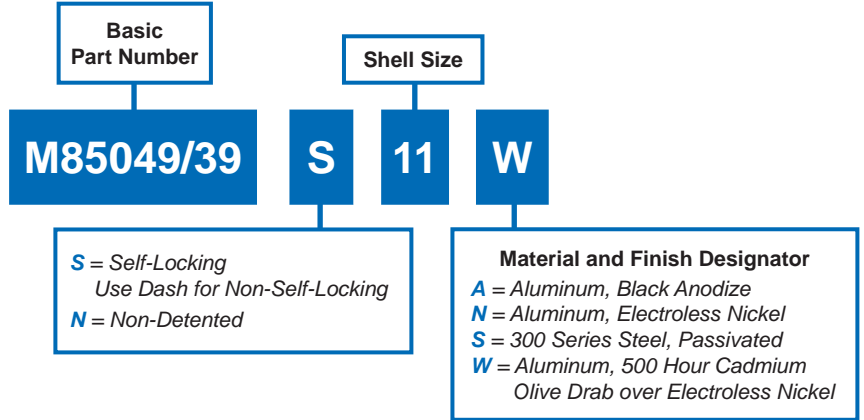 Basic
Part Number
Shell Size
M85049/39
S
11
W
S = Self-Locking
Use Dash for Non-Self-Locking
N = Non-Detented
Material and Finish Designator
A = Aluminum, Black Anodize
N = Aluminum, Electroless Nickel
S = 300 Series Steel, Passivated
W = Aluminum, 500 Hour Cadmium
Olive Drab over Electroless Nickel